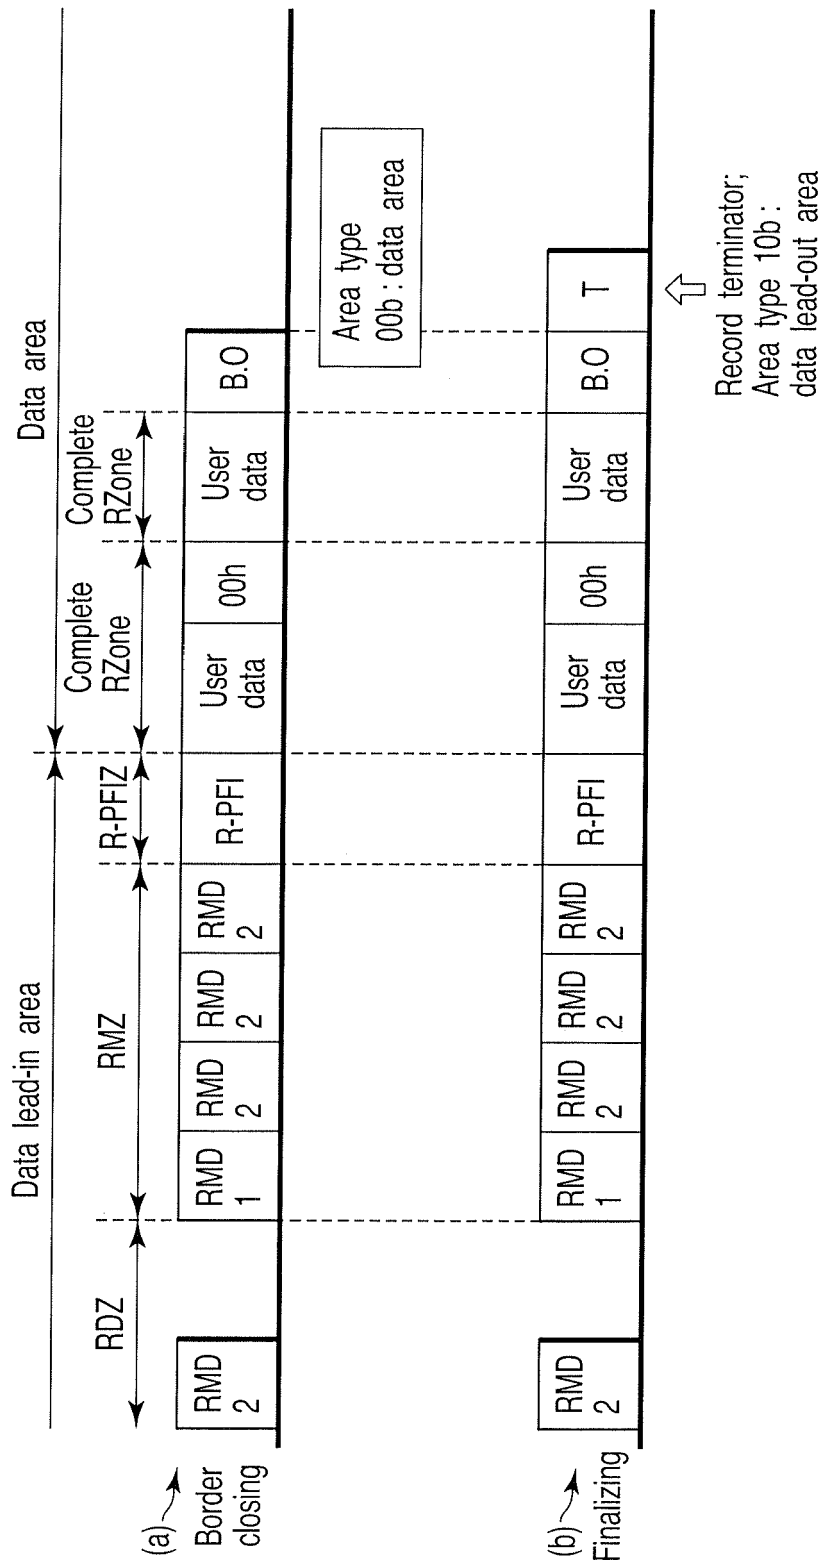 Data lead-in area
Data area
RDZ
RMZ
R-PFIZ
Complete
RZone
Complete
RZone
(a)
Border
closing
RMD
2
RMD
1
RMD
2
RMD
2
RMD
2
R-PFI
User
data
00h
User
data
B.O
Area type
00b : data area
(b)
Finalizing
RMD
2
RMD
1
RMD
2
RMD
2
RMD
2
R-PFI
User
data
00h
User
data
B.O
T
Record terminator;
Area type 10b :
data lead-out area